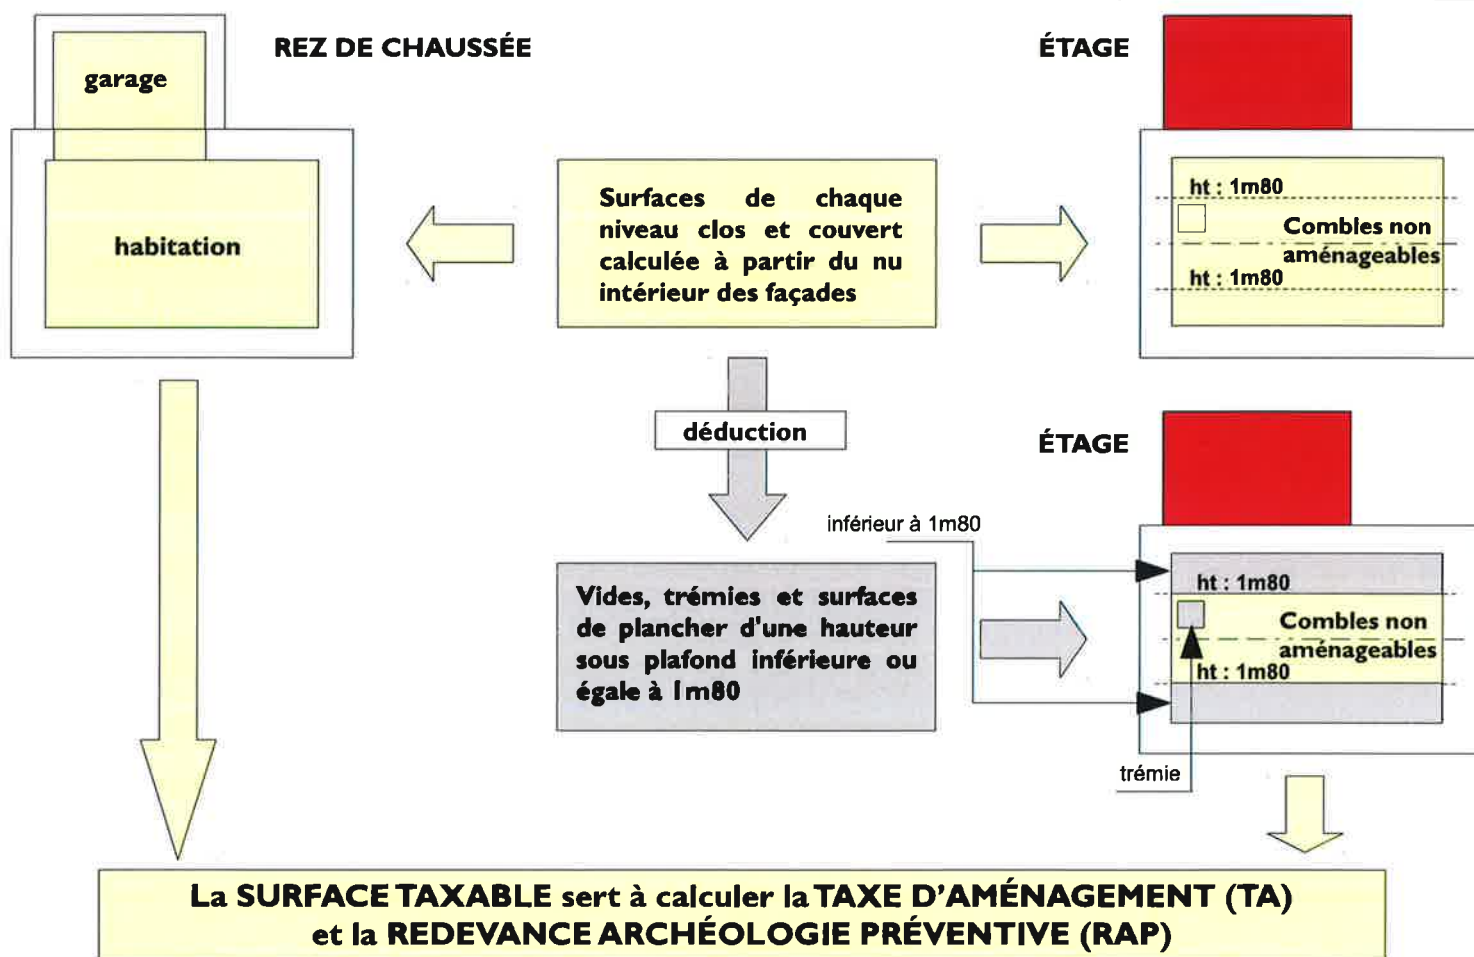 REZ DE CHAUSSÉE
garage
habitation
Surfaces de chaque
niveau clos et couvert
calculée à partir du nu
intérieur des façades
ÉTAGE
ht : 1m80
Combles non
aménageables
ht : 1m80
déduction
Vides, trémies et surfaces
de plancher d'une hauteur
sous plafond inférieure ou
égale à 1m80
inférieur à 1m80
ÉTAGE
ht : 1m80
Combles non
aménageables
ht : 1m80
trémie
La SURFACE TAXABLE sert à calculer la TAXE D'AMÉNAGEMENT (TA)
et la REDEVANCE ARCHÉOLOGIE PRÉVENTIVE (RAP)